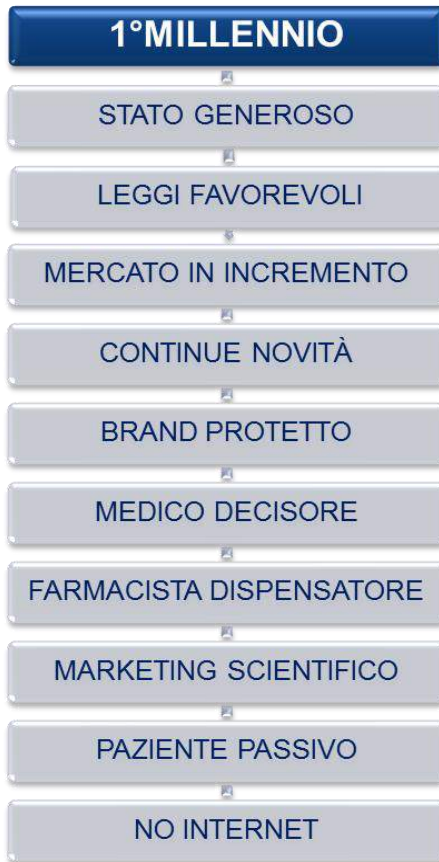 1°MILLENNIO
STATO GENEROSO
LEGGI FAVOREVOLI
MERCATO IN INCREMENTO
CONTINUE NOVITÀ
BRAND PROTETTO
MEDICO DECISORE
FARMACISTA DISPENSATORE
MARKETING SCIENTIFICO
PAZIENTE PASSIVO
NO INTERNET